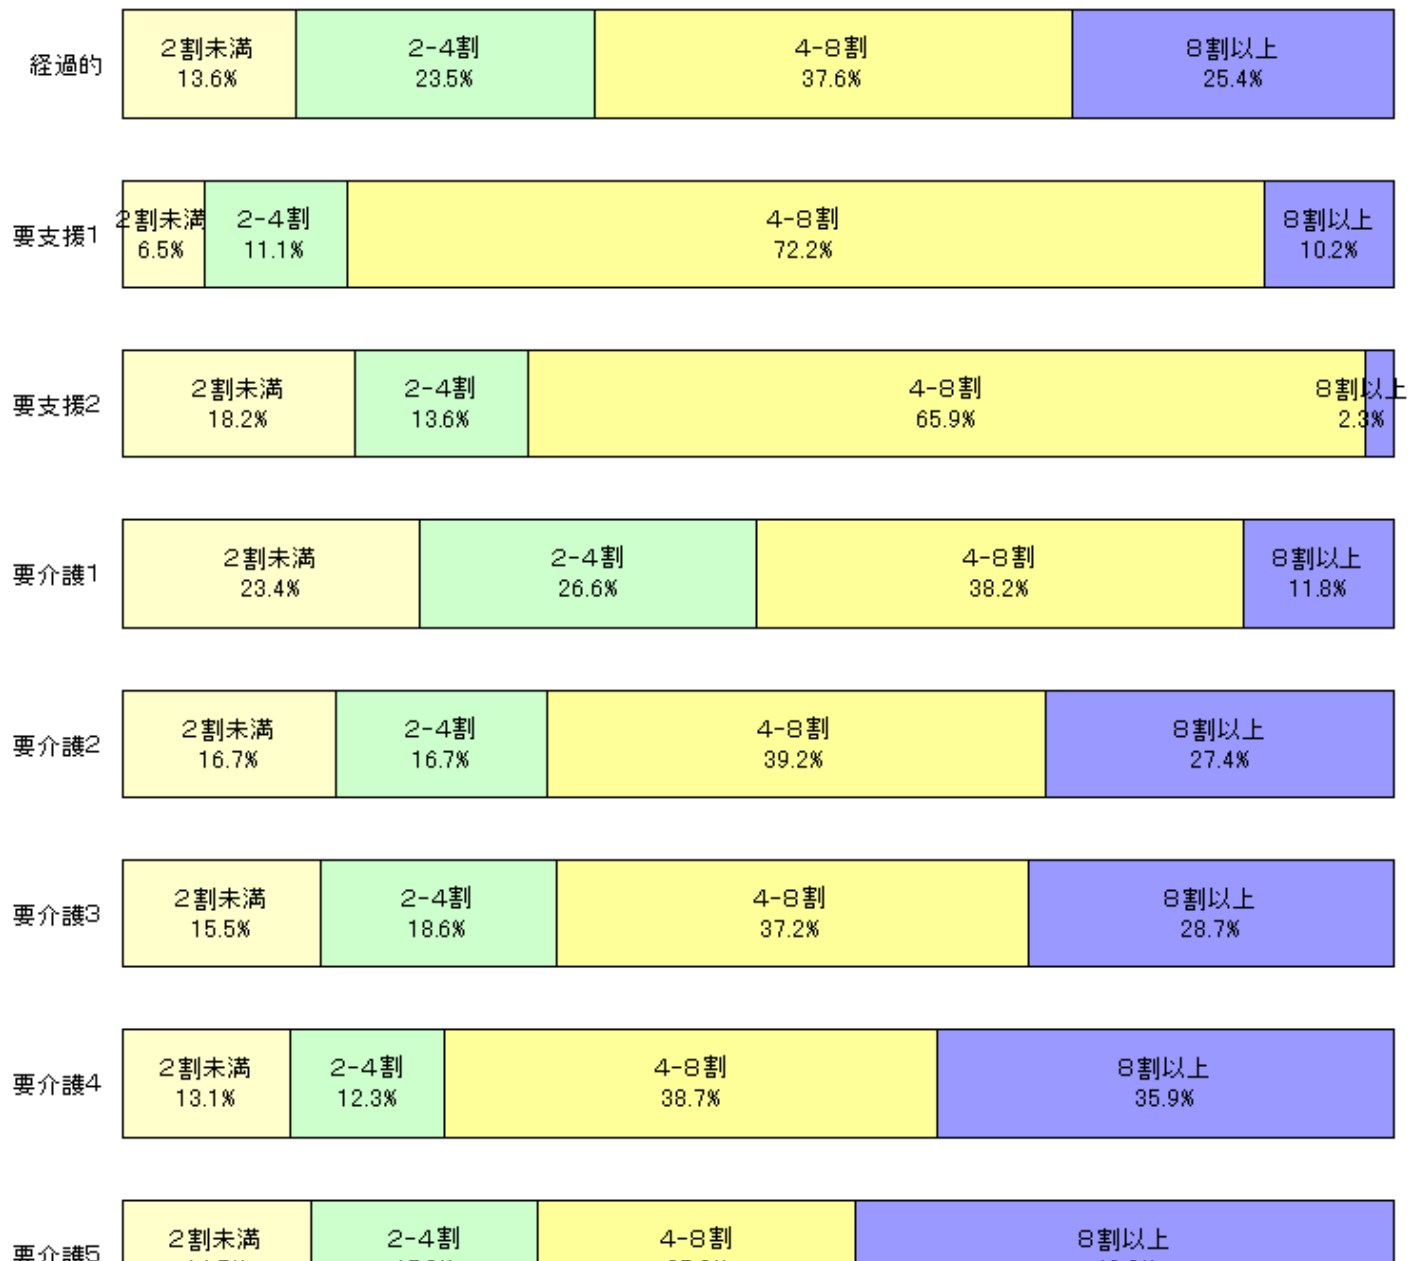 経過的
２割未満
13.6%
２−４割
23.5%
４−８割
37.6%
８割以上
25.4%
要支援1
２割未満
6.5%
２−４割
11.1%
４−８割
72.2%
８割以上
10.2%
要支援2
２割未満
18.2%
２−４割
13.6%
４−８割
65.9%
８割以上
2.3%
要介護1
２割未満
23.4%
２−４割
26.6%
４−８割
38.2%
８割以上
11.8%
要介護2
２割未満
16.7%
２−４割
16.7%
４−８割
39.2%
８割以上
27.4%
要介護3
２割未満
15.5%
２−４割
18.6%
４−８割
37.2%
８割以上
28.7%
要介護4
２割未満
13.1%
２−４割
12.3%
４−８割
38.7%
８割以上
35.9%
要介護5
２割未満
２−４割
４−８割
８割以上